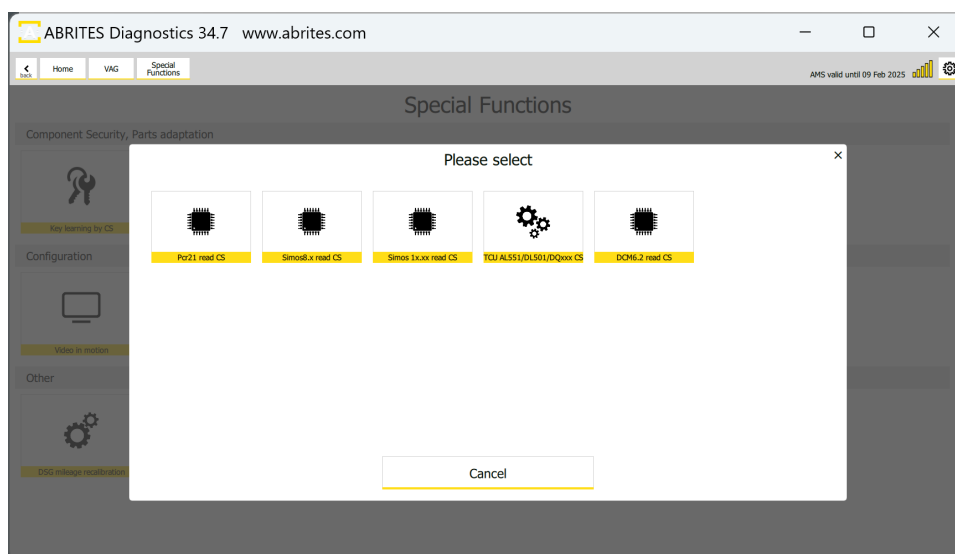 ABRITES Diagnostics 34.7 www.abrites.com
back
Home
VAG
Special
Functions
AMS valid until 09 Feb 2025
Special Functions
Component Security, Parts adaptation
Please select
Key learning by CS
Pcr21 read CS
Simos8.x read CS
Simos 1x.xx read CS
TCU AL551/DL501/DQxxx CS
DCM6.2 read CS
Configuration
Video in motion
Other
DSG mileage recalibration
Cancel